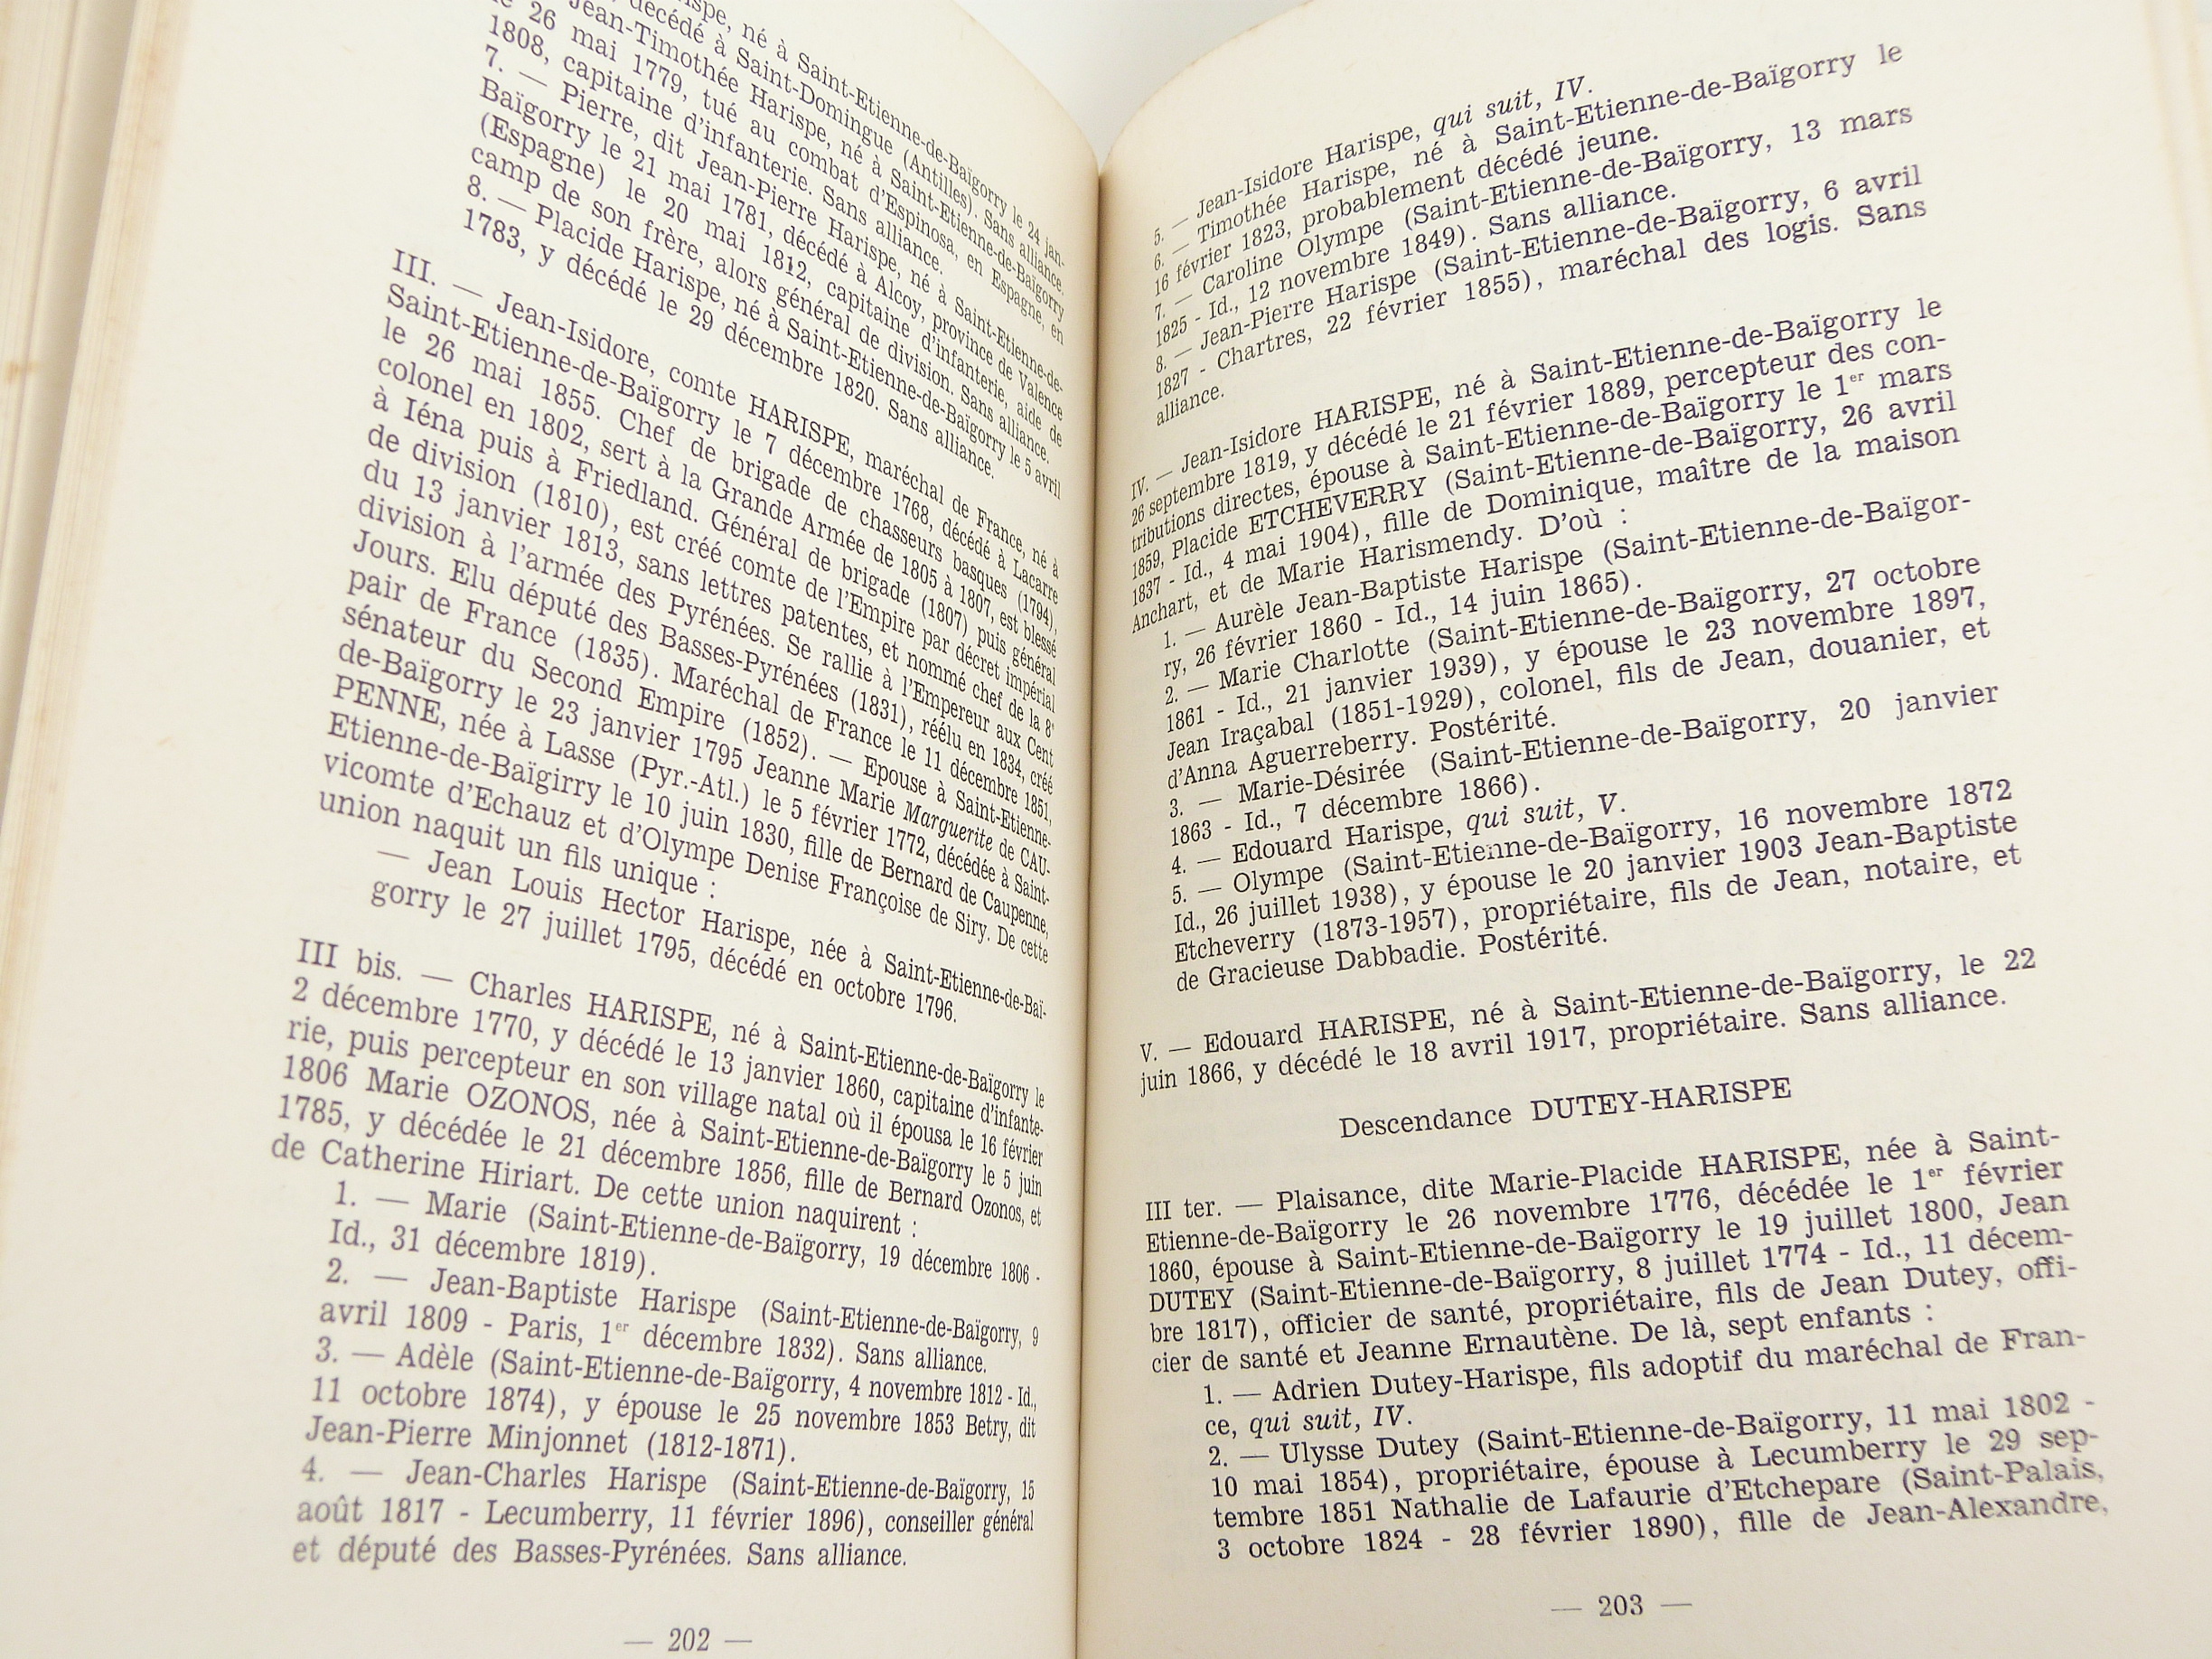 né à Saint-Etienne-de-Baïgorry le 24 jan-
décédé à Saint-Domingue (Antilles). Sans alliance.
Jean-Timothée Harispe, né à Saint-Etienne-de-Baïgorry
le 26 mai 1779, tué au combat d'Espinosa, en Espagne, en
1808, capitaine d'infanterie. Sans alliance.
7. — Pierre, dit Jean-Pierre Harispe, né à Saint-Etienne-de-
Baïgorry le 21 mai 1781, décédé à Alcoy, province de Valence
(Espagne) le 20 mai 1812, capitaine d'infanterie, aide de
camp de son frère, alors général de division. Sans alliance.
8. — Placide Harispe, né à Saint-Etienne-de-Baïgorry le 5 avril
1783, y décédé le 29 décembre 1820. Sans alliance.
III. — Jean-Isidore, comte HARISPE, maréchal de France, né à
Saint-Etienne-de-Baïgorry le 7 décembre 1768, décédé à Lacarre
le 26 mai 1855. Chef de brigade de chasseurs basques (1794),
colonel en 1802, sert à la Grande Armée de 1805 à 1807, est blessé
à Iéna puis à Friedland. Général de brigade (1807) puis général
de division (1810), est créé comte de l'Empire par décret impérial
du 13 janvier 1813, sans lettres patentes, et nommé chef de la 8e
division à l'armée des Pyrénées. Se rallie à l'Empereur aux Cent
Jours. Elu député des Basses-Pyrénées (1831), réélu en 1834, créé
pair de France (1835). Maréchal de France le 11 décembre 1851,
sénateur du Second Empire (1852). — Epouse à Saint-Etienne-
de-Baïgorry le 23 janvier 1795 Jeanne Marie Marguerite de CAU-
PENNE, née à Lasse (Pyr.-Atl.) le 5 février 1772, décédée à Saint-
Etienne-de-Baïgirry le 10 juin 1830, fille de Bernard de Caupenne,
vicomte d'Echauz et d'Olympe Denise Françoise de Siry. De cette
union naquit un fils unique :
— Jean Louis Hector Harispe, née à Saint-Etienne-de-Baï-
gorry le 27 juillet 1795, décédé en octobre 1796.
III bis. — Charles HARISPE, né à Saint-Etienne-de-Baïgorry le
2 décembre 1770, y décédé le 13 janvier 1860, capitaine d'infante-
rie, puis percepteur en son village natal où il épousa le 16 février
1806 Marie OZONOS, née à Saint-Etienne-de-Baïgorry le 5 juin
1785, y décédée le 21 décembre 1856, fille de Bernard Ozonos, et
de Catherine Hiriart. De cette union naquirent :
1. — Marie (Saint-Etienne-de-Baïgorry, 19 décembre 1806 -
Id., 31 décembre 1819).
2. — Jean-Baptiste Harispe (Saint-Etienne-de-Baïgorry, 9
avril 1809 - Paris, 1er décembre 1832). Sans alliance.
3. — Adèle (Saint-Etienne-de-Baïgorry, 4 novembre 1812 - Id.,
11 octobre 1874), y épouse le 25 novembre 1853 Betry, dit
Jean-Pierre Minjonnet (1812-1871).
4. — Jean-Charles Harispe (Saint-Etienne-de-Baïgorry, 15
août 1817 - Lecumberry, 11 février 1896), conseiller général
et député des Basses-Pyrénées. Sans alliance.
— 202 —
5. — Jean-Isidore Harispe, qui suit, IV.
6. — Timothée Harispe, né à Saint-Etienne-de-Baïgorry le
16 février 1823, probablement décédé jeune.
7. — Caroline Olympe (Saint-Etienne-de-Baïgorry, 13 mars
1825 - Id., 12 novembre 1849). Sans alliance.
8. — Jean-Pierre Harispe (Saint-Etienne-de-Baïgorry, 6 avril
1827 - Chartres, 22 février 1855), maréchal des logis. Sans
alliance.
IV. — Jean-Isidore HARISPE, né à Saint-Etienne-de-Baïgorry le
26 septembre 1819, y décédé le 21 février 1889, percepteur des con-
tributions directes, épouse à Saint-Etienne-de-Baïgorry le 1er mars
1859, Placide ETCHEVERRY (Saint-Etienne-de-Baïgorry, 26 avril
1837 - Id., 4 mai 1904), fille de Dominique, maître de la maison
Anchart, et de Marie Harismendy. D'où :
1. — Aurèle Jean-Baptiste Harispe (Saint-Etienne-de-Baïgor-
ry, 26 février 1860 - Id., 14 juin 1865).
2. — Marie Charlotte (Saint-Etienne-de-Baïgorry, 27 octobre
1861 - Id., 21 janvier 1939), y épouse le 23 novembre 1897,
Jean Iraçabal (1851-1929), colonel, fils de Jean, douanier, et
d'Anna Aguerreberry. Postérité.
3. — Marie-Désirée (Saint-Etienne-de-Baïgorry, 20 janvier
1863 - Id., 7 décembre 1866).
4. — Edouard Harispe, qui suit, V.
5. — Olympe (Saint-Etienne-de-Baïgorry, 16 novembre 1872
Id., 26 juillet 1938), y épouse le 20 janvier 1903 Jean-Baptiste
Etcheverry (1873-1957), propriétaire, fils de Jean, notaire, et
de Gracieuse Dabbadie. Postérité.
V. — Edouard HARISPE, né à Saint-Etienne-de-Baïgorry, le 22
juin 1866, y décédé le 18 avril 1917, propriétaire. Sans alliance.
Descendance DUTEY-HARISPE
III ter. — Plaisance, dite Marie-Placide HARISPE, née à Saint-
Etienne-de-Baïgorry le 26 novembre 1776, décédée le 1er février
1860, épouse à Saint-Etienne-de-Baïgorry le 19 juillet 1800, Jean
DUTEY (Saint-Etienne-de-Baïgorry, 8 juillet 1774 - Id., 11 décem-
bre 1817), officier de santé, propriétaire, fils de Jean Dutey, offi-
cier de santé et Jeanne Ernautène. De là, sept enfants :
1. — Adrien Dutey-Harispe, fils adoptif du maréchal de Fran-
ce, qui suit, IV.
2. — Ulysse Dutey (Saint-Etienne-de-Baïgorry, 11 mai 1802 -
10 mai 1854), propriétaire, épouse à Lecumberry le 29 sep-
tembre 1851 Nathalie de Lafaurie d'Etchepare (Saint-Palais,
3 octobre 1824 - 28 février 1890), fille de Jean-Alexandre,
— 203 —